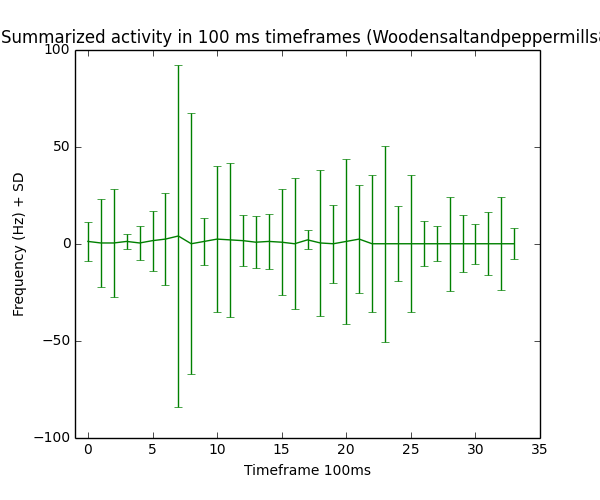 Summarized activity in 100 ms timeframes (Woodensaltandpeppermills
100
50
0
−50
−100
Frequency (Hz) + SD
0 5 10 15 20 25 30 35
Timeframe 100ms